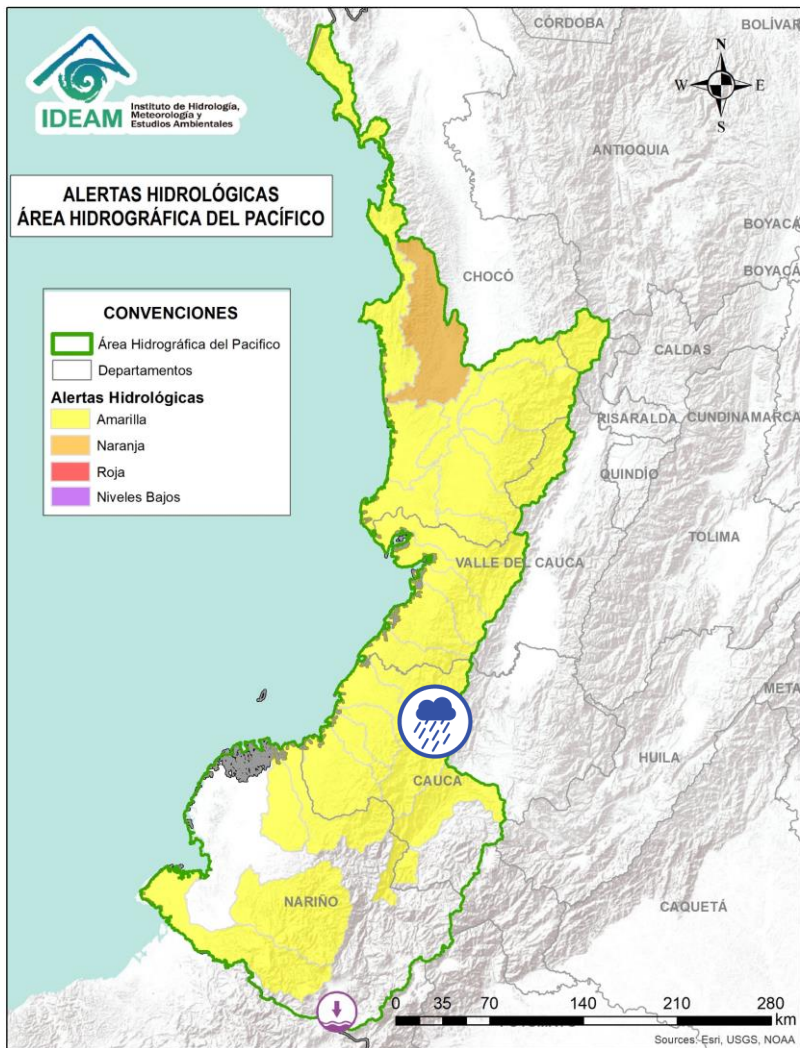 CÓRDOBA
BOLÍVAR
N
W
E
S
IDEAM
Instituto de Hidrología,
Meteorología y
Estudios Ambientales
ANTIOQUIA
ALERTAS HIDROLÓGICAS
ÁREA HIDROGRÁFICA DEL PACÍFICO
BOYACÁ
BOYACÁ
CHOCÓ
CONVENCIONES
Área Hidrográfica del Pacifico
Departamentos
Alertas Hidrológicas
Amarilla
Naranja
Roja
Niveles Bajos
CALDAS
RISARALDA
CUNDINAMARCA
QUINDÍO
TOLIMA
VALLE DEL CAUCA
META
HUILA
CAUCA
NARIÑO
CAQUETÁ
0 35 70 140 210 280
km
Sources: Esri, USGS, NOAA